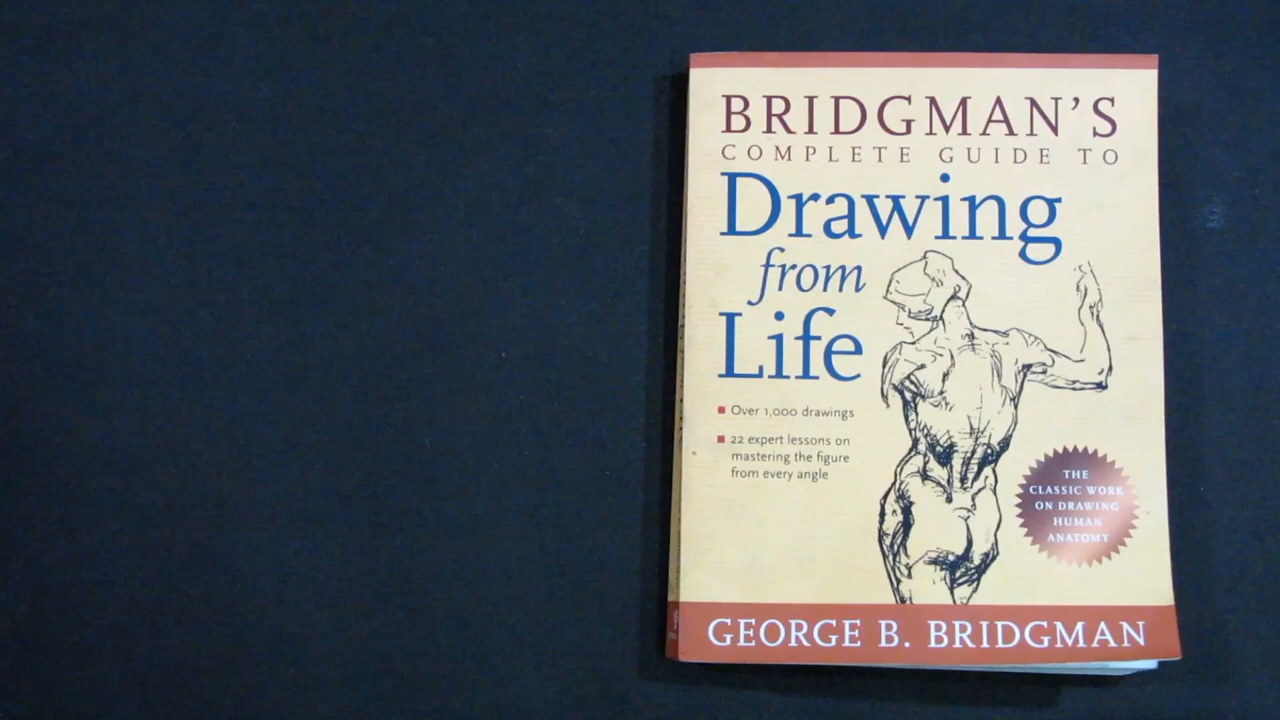 BRIDGMAN'S
COMPLETE GUIDE TO
Drawing
from
Life
Over 1,000 drawings
22 expert lessons on
mastering the figure
from every angle
THE
CLASSIC WORK
ON DRAWING
HUMAN
ANATOMY
GEORGE B. BRIDGMAN